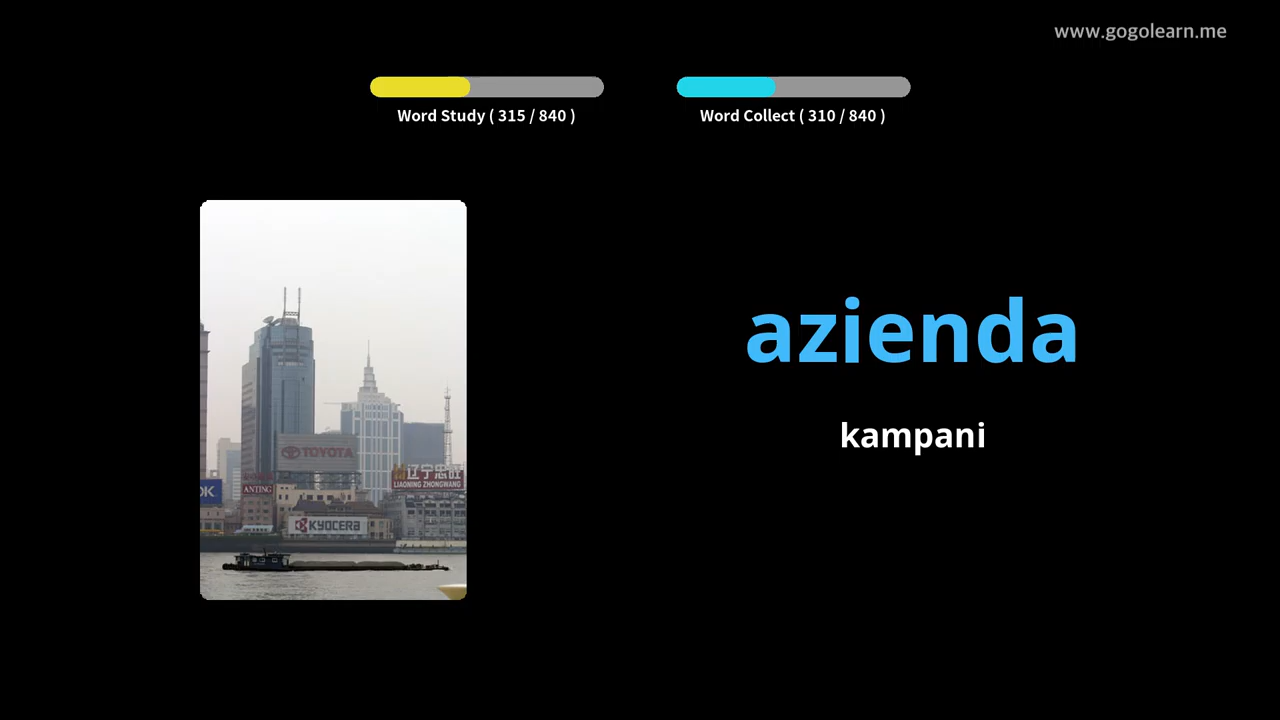 www.gogolearn.me
Word Study ( 315 / 840 )
Word Collect ( 310 / 840 )
azienda
kampani
TOYOTA
辽宁忠旺
LIAONING ZHONGWANG
OK
ANTING
KYOCERA